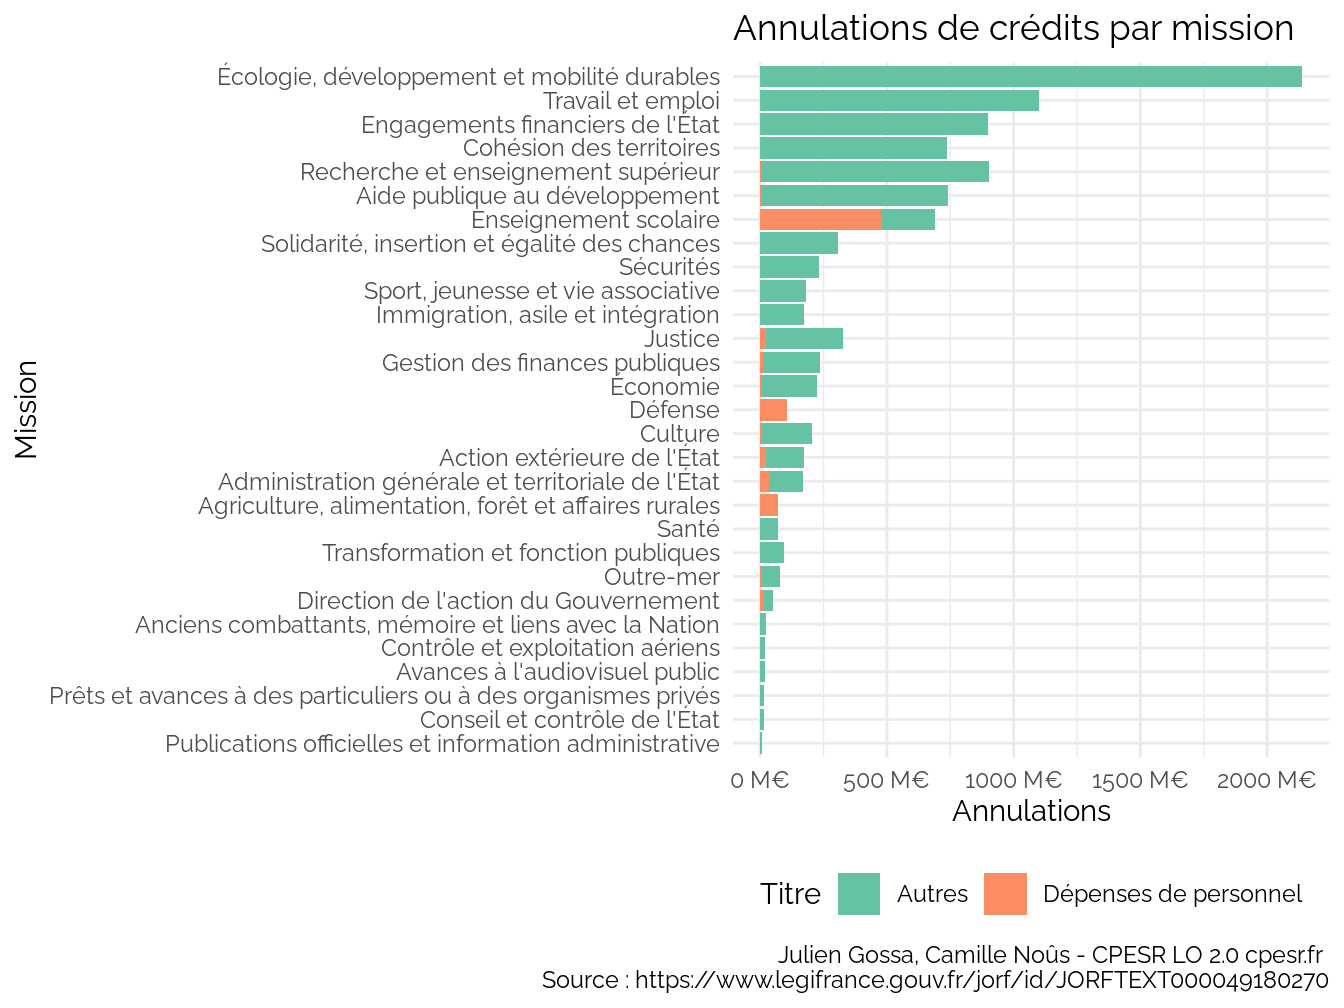 Annulations de crédits par mission
Écologie, développement et mobilité durables
Travail et emploi
Engagements financiers de l'État
Cohésion des territoires
Recherche et enseignement supérieur
Aide publique au développement
Enseignement scolaire
Solidarité, insertion et égalité des chances
Sécurités
Sport, jeunesse et vie associative
Immigration, asile et intégration
Justice
Gestion des finances publiques
Économie
Défense
Culture
Action extérieure de l'État
Administration générale et territoriale de l'État
Agriculture, alimentation, forêt et affaires rurales
Santé
Transformation et fonction publiques
Outre-mer
Direction de l'action du Gouvernement
Anciens combattants, mémoire et liens avec la Nation
Contrôle et exploitation aériens
Avances à l'audiovisuel public
Prêts et avances à des particuliers ou à des organismes privés
Conseil et contrôle de l'État
Publications officielles et information administrative
Mission
0 M€ 500 M€ 1000 M€ 1500 M€ 2000 M€
Annulations
Titre Autres Dépenses de personnel
Julien Gossa, Camille Noûs - CPESR LO 2.0 cpesr.fr
Source : https://www.legifrance.gouv.fr/jorf/id/JORFTEXT000049180270